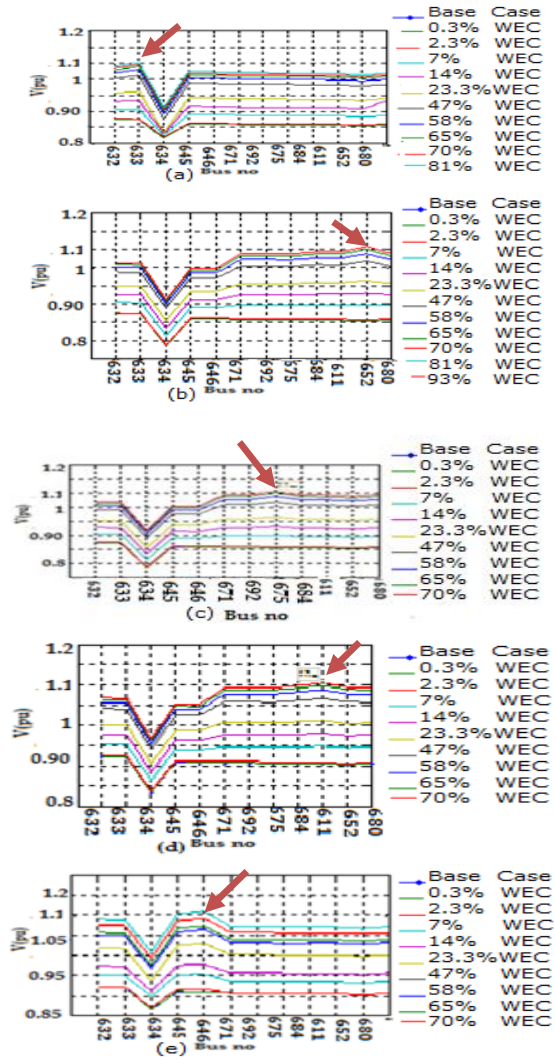 1.2
1.1
1
0.90
0.8
V(pu)
632
633
634
645
646
671
692
675
684
611
652
680
(a) Bus no
Base Case
0.3% WEC
2.3% WEC
7% WEC
14% WEC
23.3%WEC
47% WEC
58% WEC
65% WEC
70% WEC
81% WEC
1.2
1.1
1
0.90
0.8
V(pu)
632
633
634
645
646
671
692
675
684
611
652
680
(b) Bus no
Base Case
0.3% WEC
2.3% WEC
7% WEC
14% WEC
23.3%WEC
47% WEC
58% WEC
65% WEC
70% WEC
81% WEC
93% WEC
1.2
1.1
1
0.90
0.8
V(pu)
632
633
634
645
646
671
692
675
684
611
652
680
(c) Bus no
Base Case
0.3% WEC
2.3% WEC
7% WEC
14% WEC
23.3%WEC
47% WEC
58% WEC
65% WEC
70% WEC
1.2
1.1
1
0.90
0.8
V(pu)
632
633
634
645
646
671
692
675
684
611
652
680
(d) Bus no
Base Case
0.3% WEC
2.3% WEC
7% WEC
14% WEC
23.3%WEC
47% WEC
58% WEC
65% WEC
70% WEC
1.2
1.1
1.05
0.95
0.85
V(pu)
632
633
634
645
646
671
692
675
684
611
652
680
(e) Bus no
Base Case
0.3% WEC
2.3% WEC
7% WEC
14% WEC
23.3%WEC
47% WEC
58% WEC
65% WEC
70% WEC